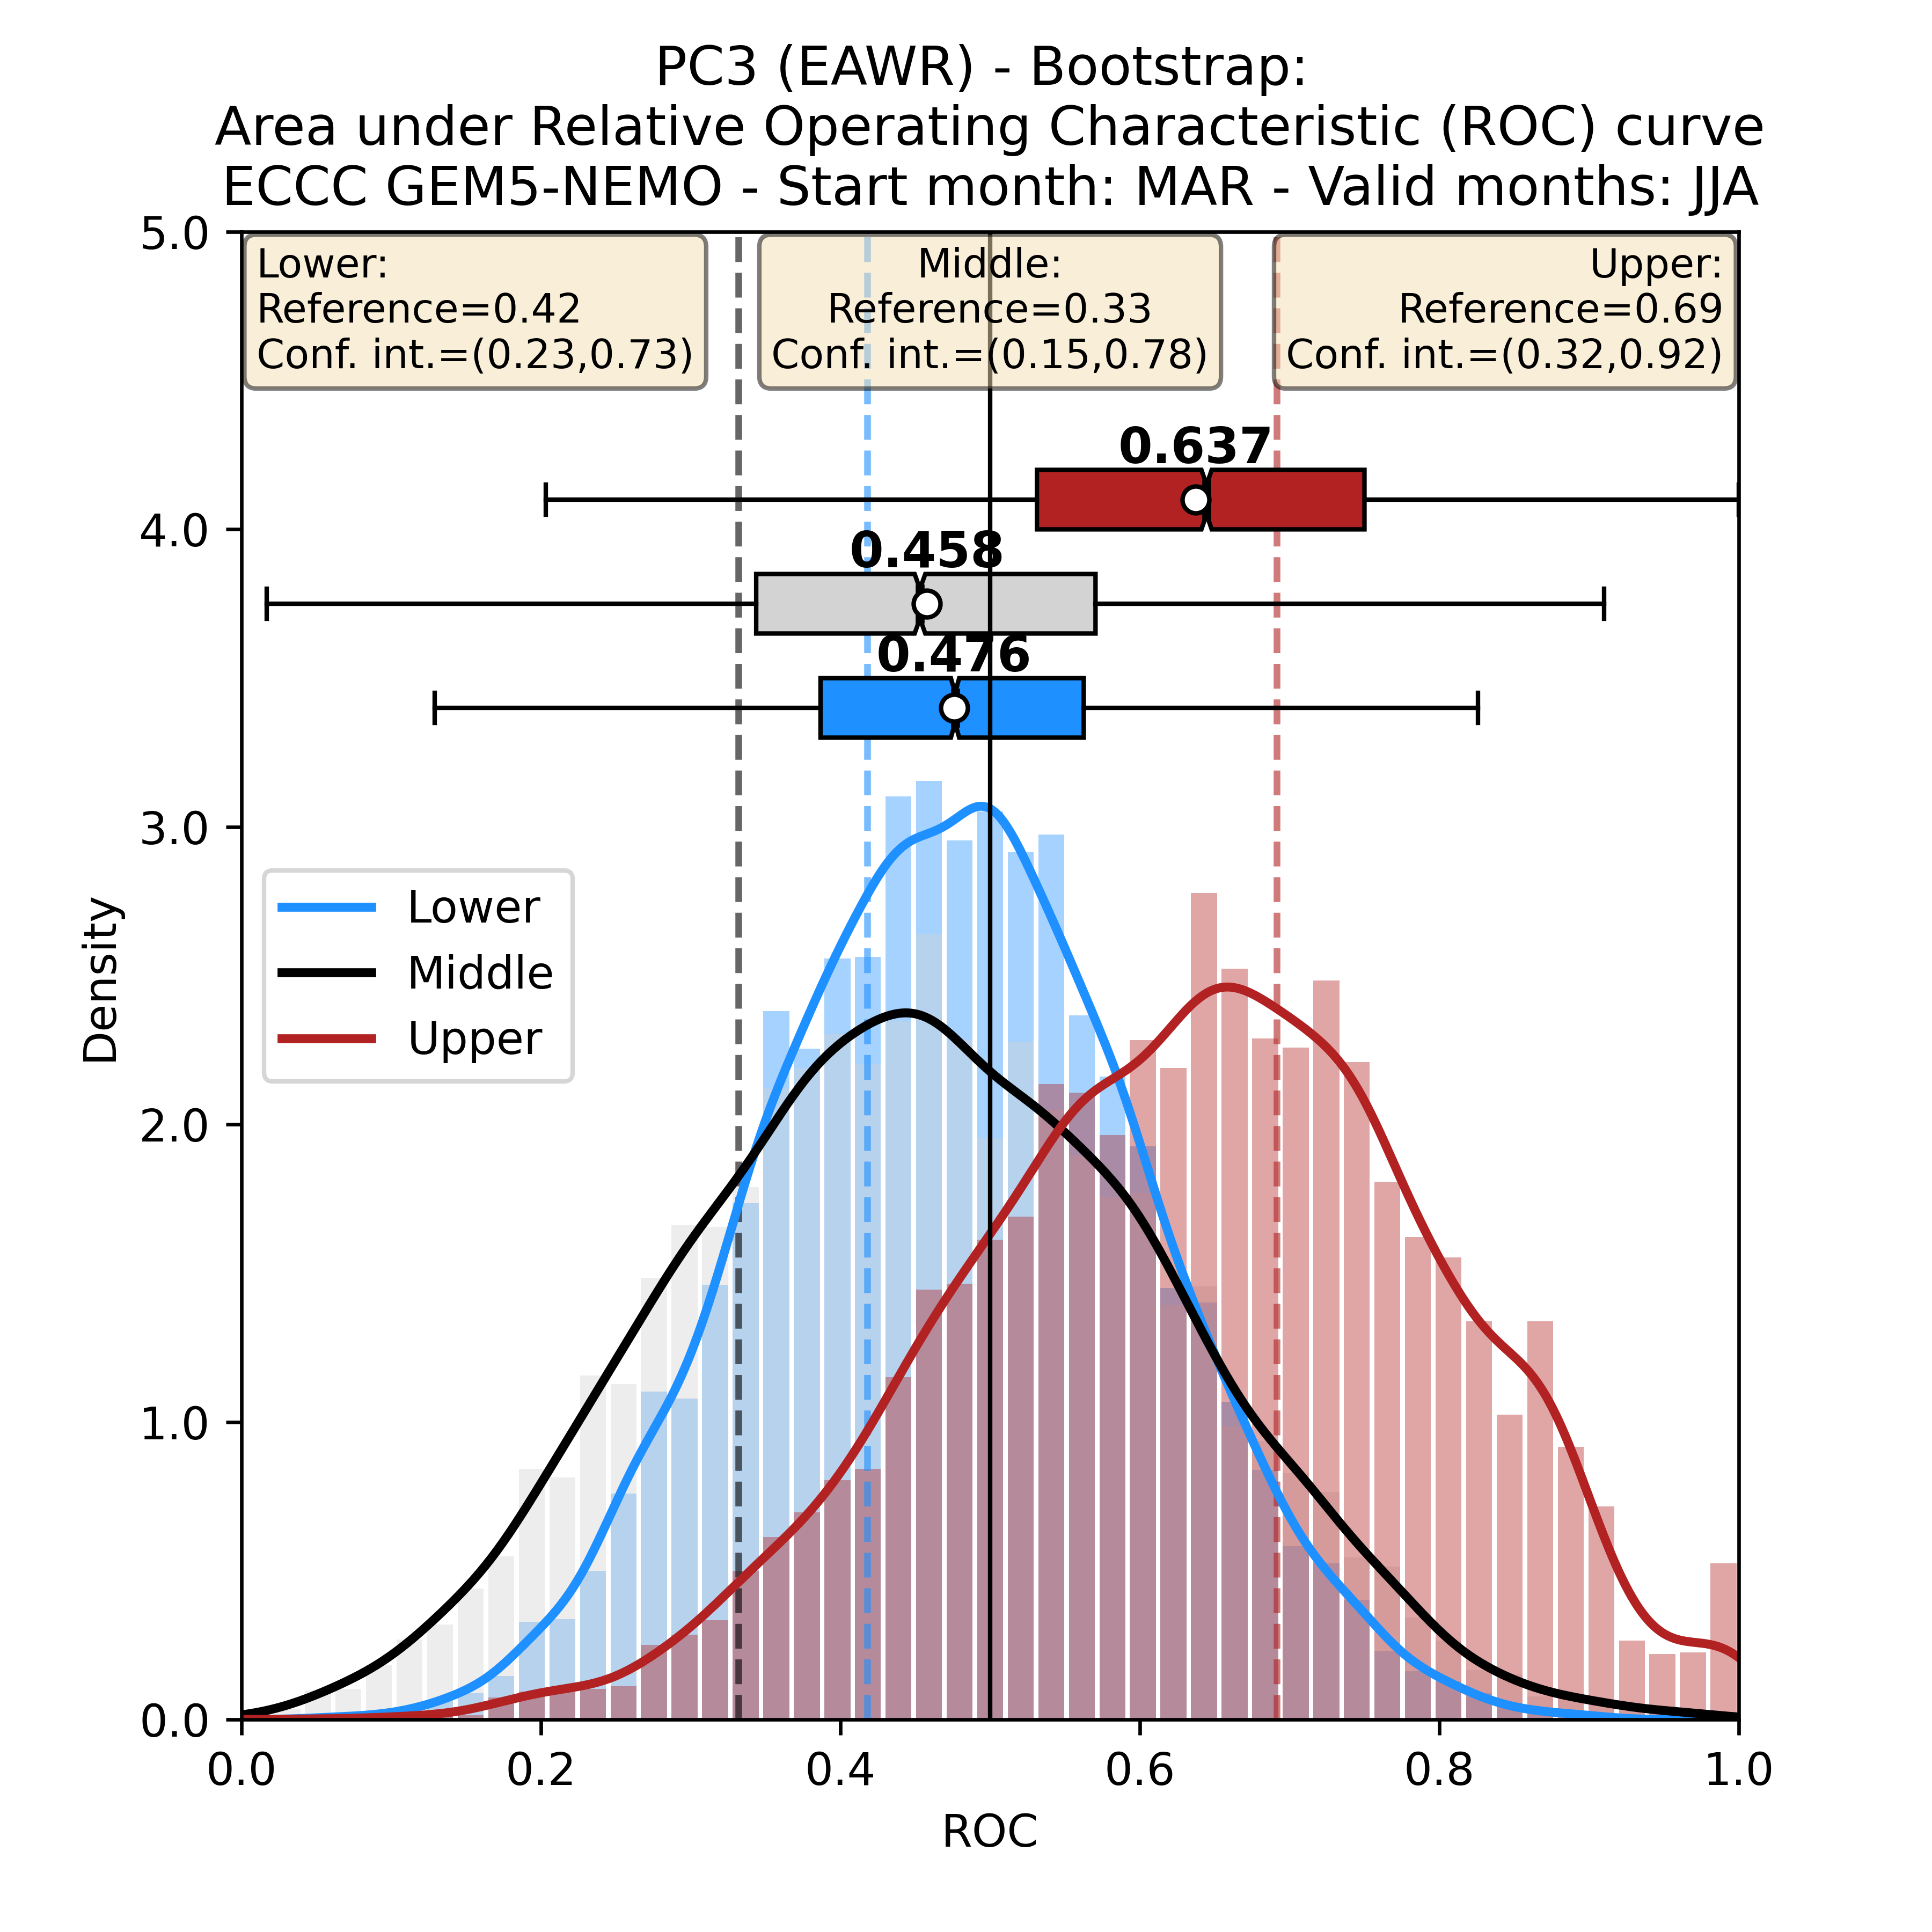 PC3 (EAWR) - Bootstrap:
Area under Relative Operating Characteristic (ROC) curve
ECCC GEM5-NEMO - Start month: MAR - Valid months: JJA
Lower:
Reference=0.42
Conf. int.=(0.23,0.73)
Middle:
Reference=0.33
Conf. int.=(0.15,0.78)
Upper:
Reference=0.69
Conf. int.=(0.32,0.92)
0.637
0.458
0.476
Lower
Middle
Upper
Density
5.0
4.0
3.0
2.0
1.0
0.0
0.0
0.2
0.4
0.6
0.8
1.0
ROC